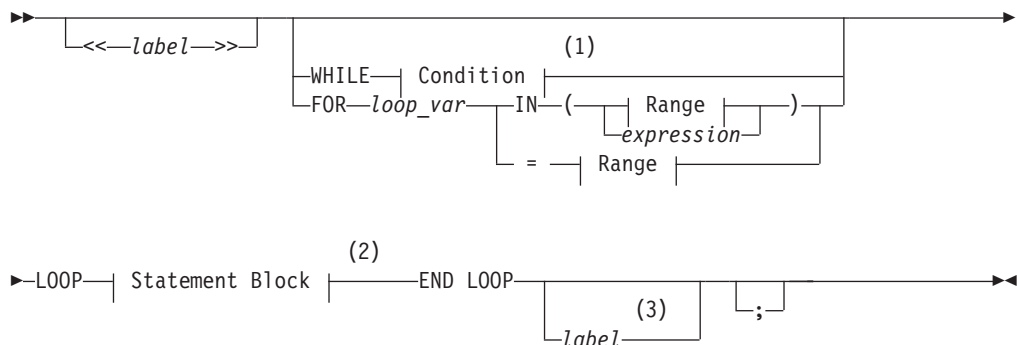 <<label>>
(1)
WHILE Condition
FOR loop_var IN ( Range )
expression
= Range
(2)
LOOP Statement Block END LOOP
(3)
;
label